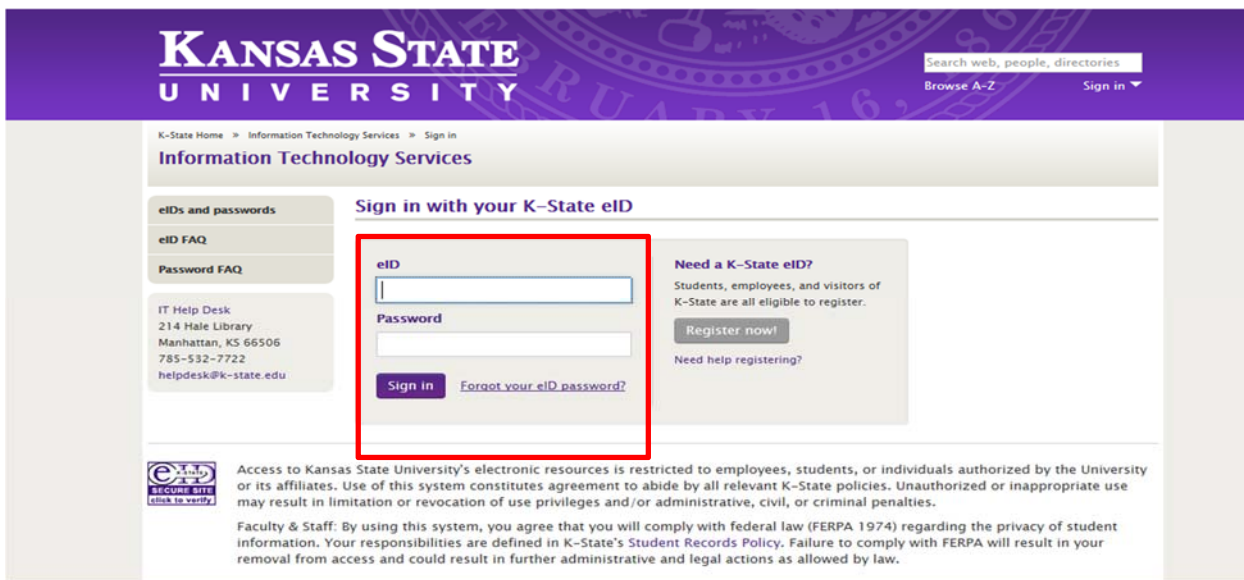 KANSAS STATE
UNIVERSITY
FEBRUARY 16, 186
Search web, people, directories
Browse A-Z
Sign in
K-State Home » Information Technology Services » Sign in
Information Technology Services
eIDs and passwords
eID FAQ
Password FAQ
IT Help Desk
214 Hale Library
Manhattan, KS 66506
785-532-7722
helpdesk@k-state.edu
Sign in with your K-State eID
eID
Password
Sign in
Forgot your eID password?
Need a K-State eID?
Students, employees, and visitors of
K-State are all eligible to register.
Register now!
Need help registering?
eID
K-STATE
SECURE SITE
click to verify
Access to Kansas State University's electronic resources is restricted to employees, students, or individuals authorized by the University
or its affiliates. Use of this system constitutes agreement to abide by all relevant K-State policies. Unauthorized or inappropriate use
may result in limitation or revocation of use privileges and/or administrative, civil, or criminal penalties.
Faculty & Staff: By using this system, you agree that you will comply with federal law (FERPA 1974) regarding the privacy of student
information. Your responsibilities are defined in K-State's Student Records Policy. Failure to comply with FERPA will result in your
removal from access and could result in further administrative and legal actions as allowed by law.